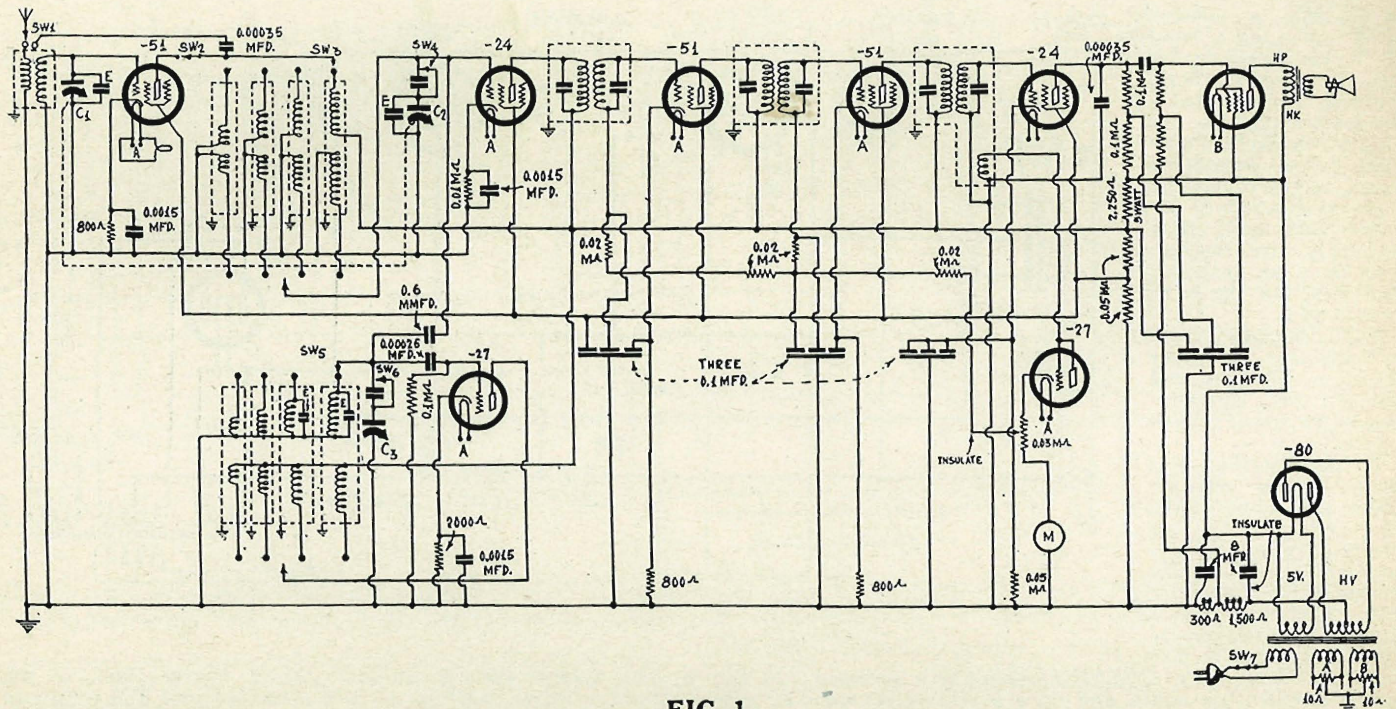 SW1
0.00035
MFD.
-51
SW2
SW3
SW4
-24
-51
-51
-24
0.00035
MFD.
HP
HK
E
C1
A
E
C2
A
A
A
B
0.1 MΩ
0.1 MΩ
2,250Ω
5 WATT
0.05 MΩ
800Ω
0.0015
MFD.
0.01 MΩ
0.0015
MFD.
0.02
MΩ
0.02
MΩ
0.02
MΩ
0.6
MMFD.
0.00025
MFD.
-27
SW5
SW6
E
E
C3
0.1 MΩ
A
THREE
0.1 MFD.
-27
A
0.03 MΩ
INSULATE
THREE
0.1 MFD.
-80
INSULATE
8
MFD
5V.
HV
M
2000Ω
0.0015
MFD.
800Ω
800Ω
0.05
MΩ
300Ω
1,500Ω
SW7
A
B
10Ω
10Ω
FIG. 1